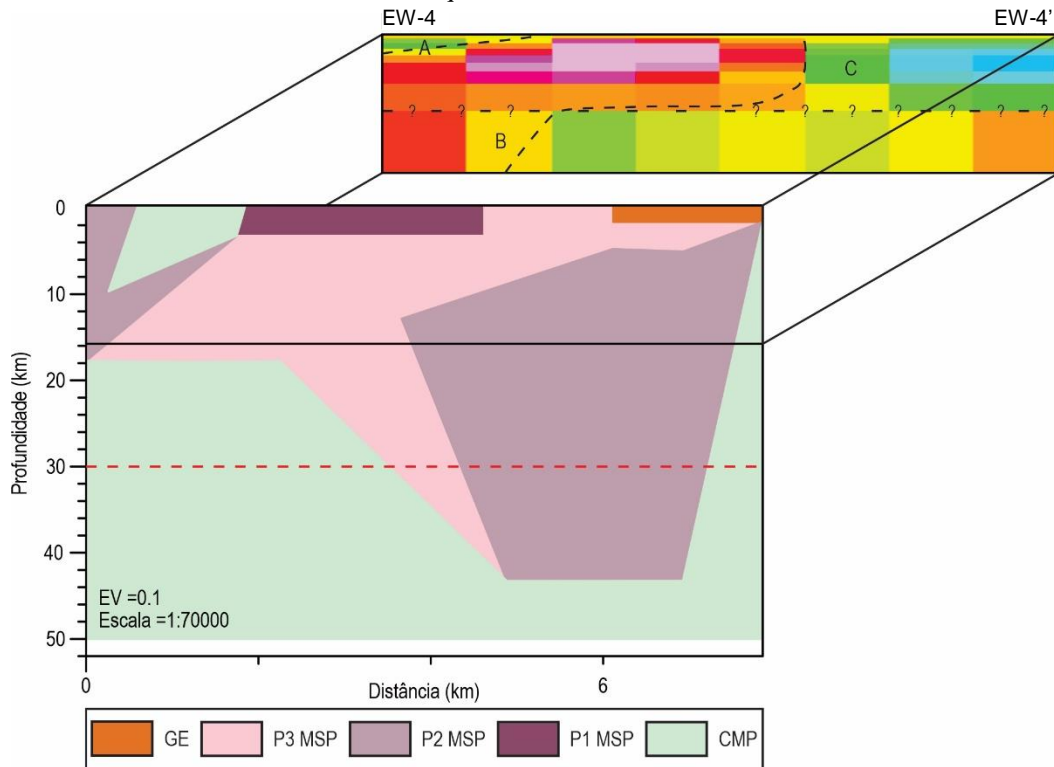 EW-4 EW-4'
A
C
? ? ? ? ? ? ? ? ? ?
B
0
10
20
30
40
50
Profundidade (km)
EV =0.1
Escala =1:70000
0 6
Distância (km)
GE P3 MSP P2 MSP P1 MSP CMP